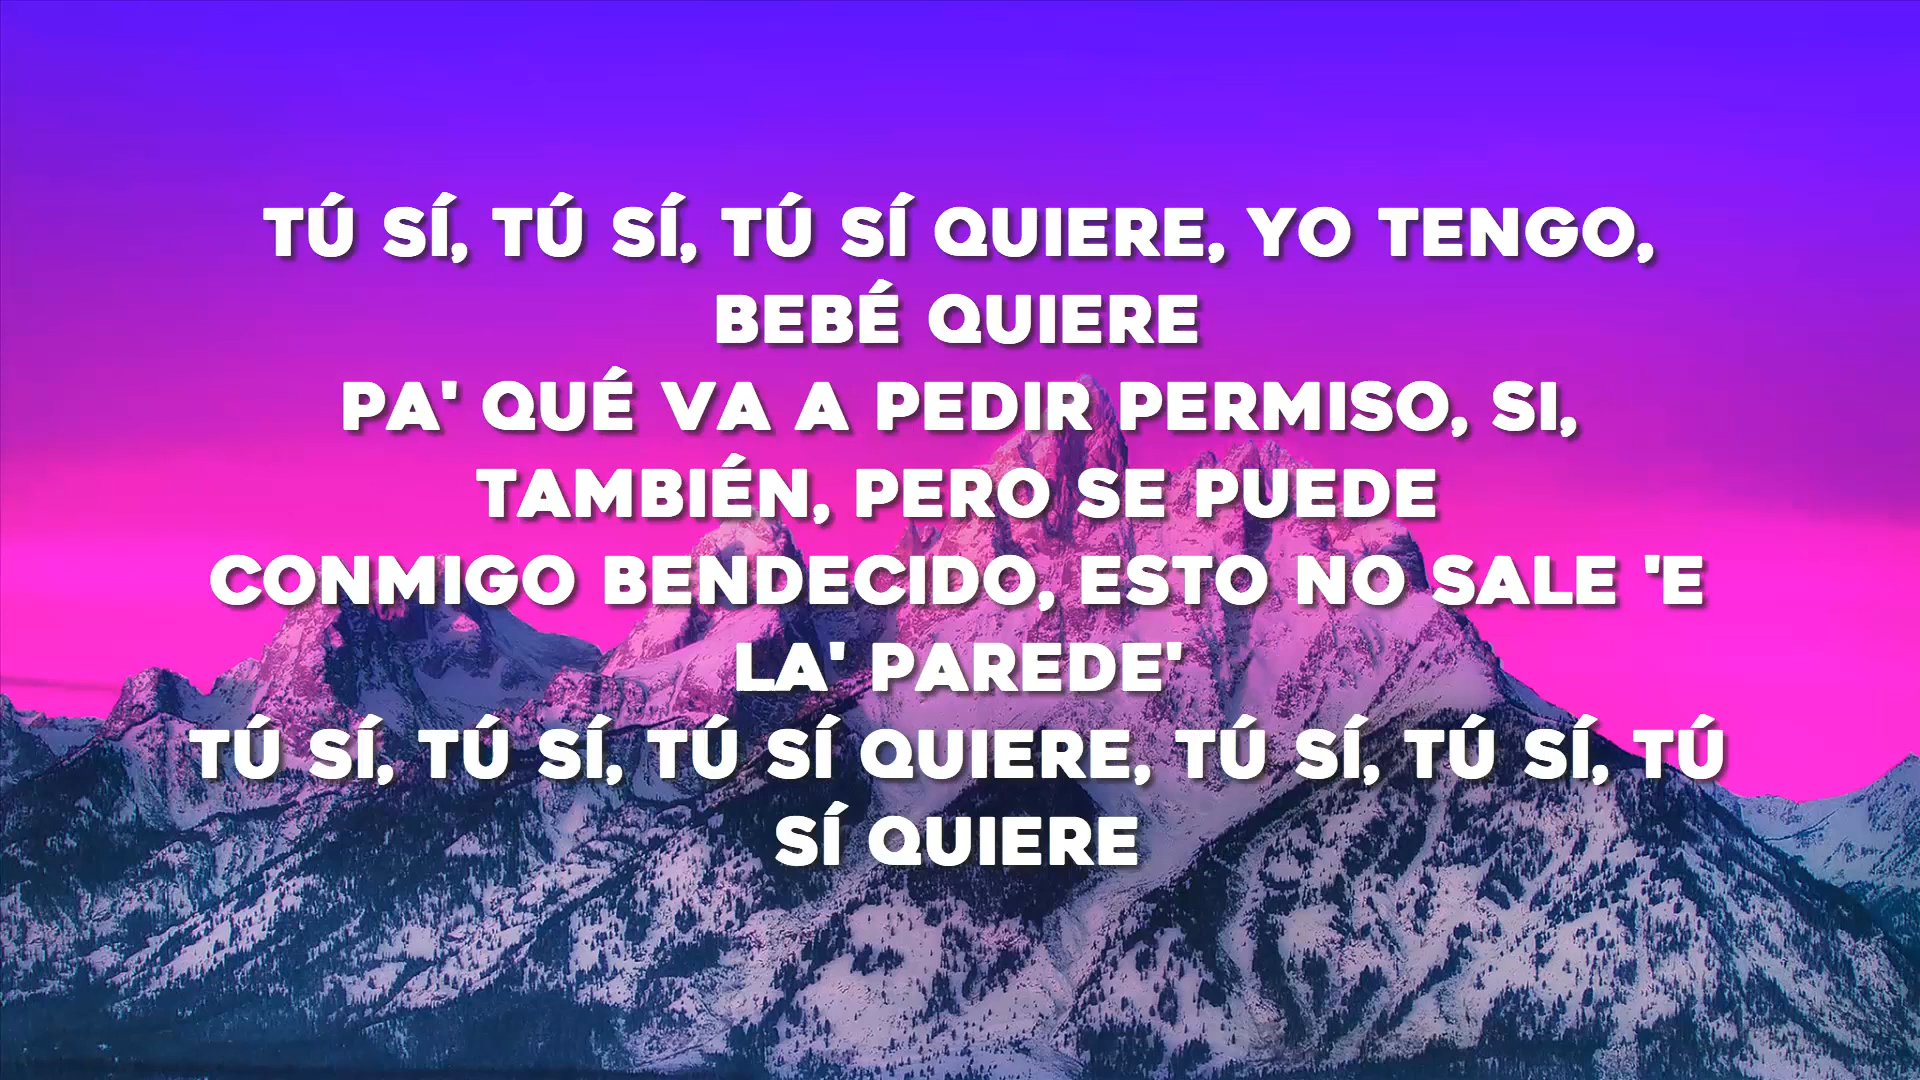 TÚ SÍ, TÚ SÍ, TÚ SÍ QUIERE, YO TENGO,
BEBÉ QUIERE
PA' QUÉ VA A PEDIR PERMISO, SI,
TAMBIÉN, PERO SE PUEDE
CONMIGO BENDECIDO, ESTO NO SALE 'E
LA' PAREDE'
TÚ SÍ, TÚ SÍ, TÚ SÍ QUIERE, TÚ SÍ, TÚ SÍ, TÚ
SÍ QUIERE